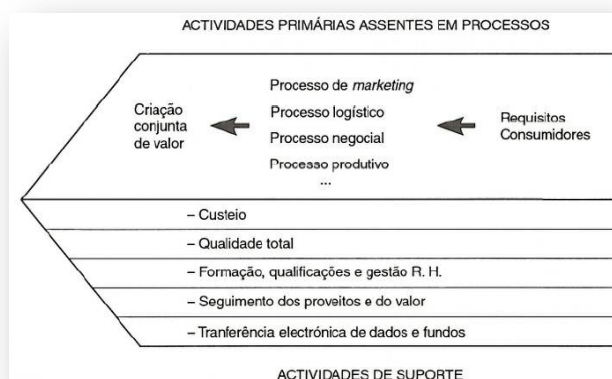 ACTIVIDADES PRIMÁRIAS ASSENTES EM PROCESSOS
Criação
conjunta
de valor
Processo de marketing
Processo logístico
Processo negocial
Processo produtivo
...
Requisitos
Consumidores
– Custeio
– Qualidade total
– Formação, qualificações e gestão R. H.
– Seguimento dos proveitos e do valor
– Tranferência electrónica de dados e fundos
ACTIVIDADES DE SUPORTE